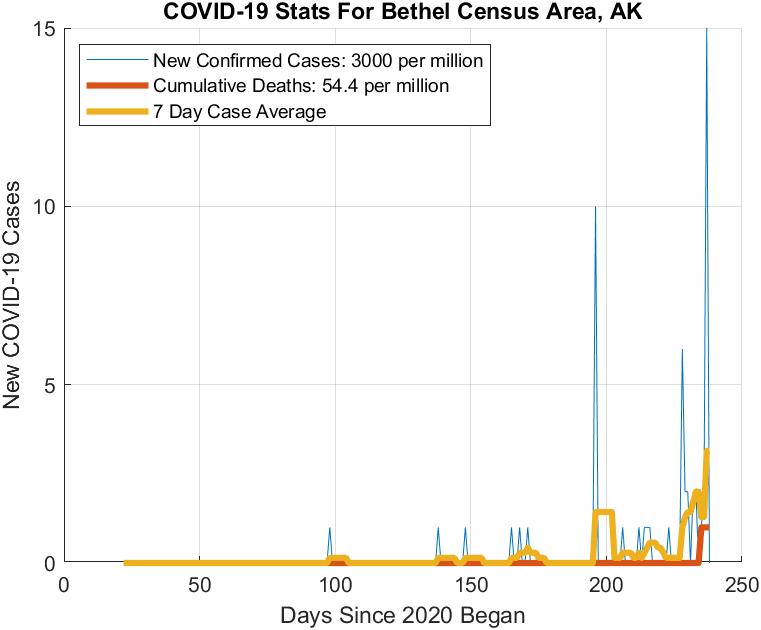 COVID-19 Stats For Bethel Census Area, AK
New Confirmed Cases: 3000 per million
Cumulative Deaths: 54.4 per million
7 Day Case Average
15
10
5
0
New COVID-19 Cases
0 50 100 150 200 250
Days Since 2020 Began